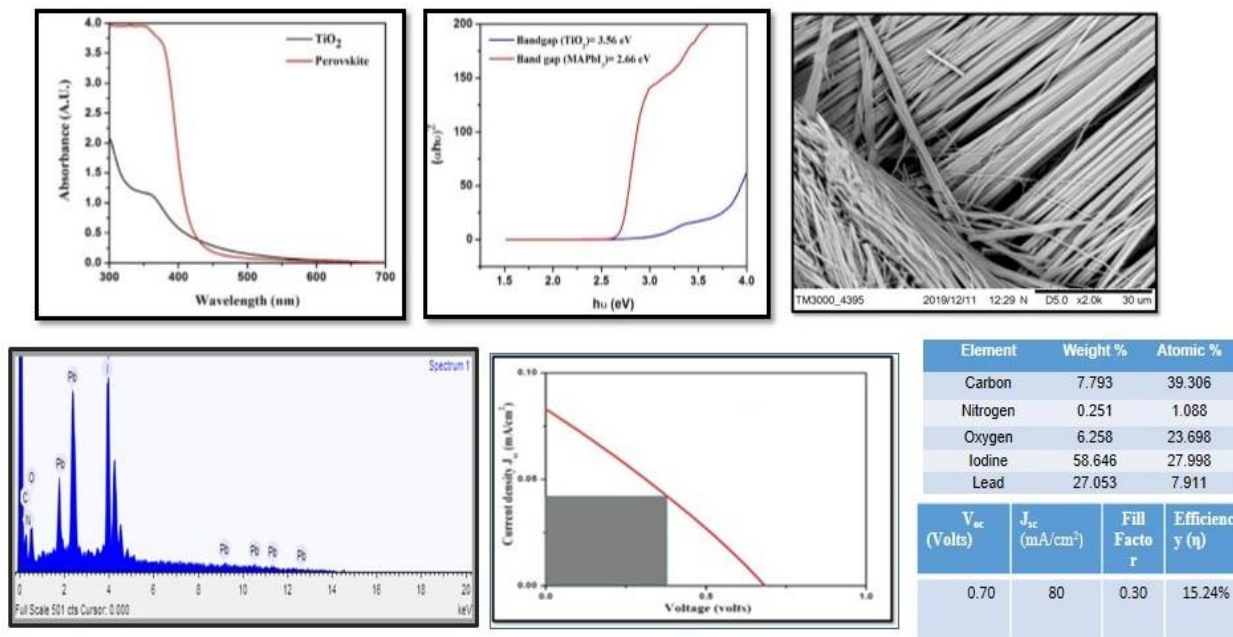 4.0
3.5
3.0
2.5
2.0
1.5
1.0
0.5
0.0
Absorbance (A.U.)
TiO₂
Perovskite
300 400 500 600 700
Wavelength (nm)
200
150
100
50
0
(αhυ)²
Bandgap (TiO₂)= 3.56 eV
Band gap (MAPbI₃)= 2.66 eV
1.5 2.0 2.5 3.0 3.5 4.0
hυ (eV)
TM3000_4395 2019/12/11 12:29 N D5.0 x2.0k 30 um
Spectrum 1
Pb
I
Pb
O
C
N
Pb Pb Pb Pb
0 2 4 6 8 10 12 14 16 18 20
Full Scale 501 cts Cursor: 0.000 keV
0.10
0.00
Current density J (mA/cm²)
0.0 1.0
Voltage (volts)
Element Weight % Atomic %
Carbon 7.793 39.306
Nitrogen 0.251 1.088
Oxygen 6.258 23.698
Iodine 58.646 27.998
Lead 27.053 7.911
Voc Jsc Fill Efficienc
(Volts) (mA/cm²) Facto y (η)
r
0.70 80 0.30 15.24%